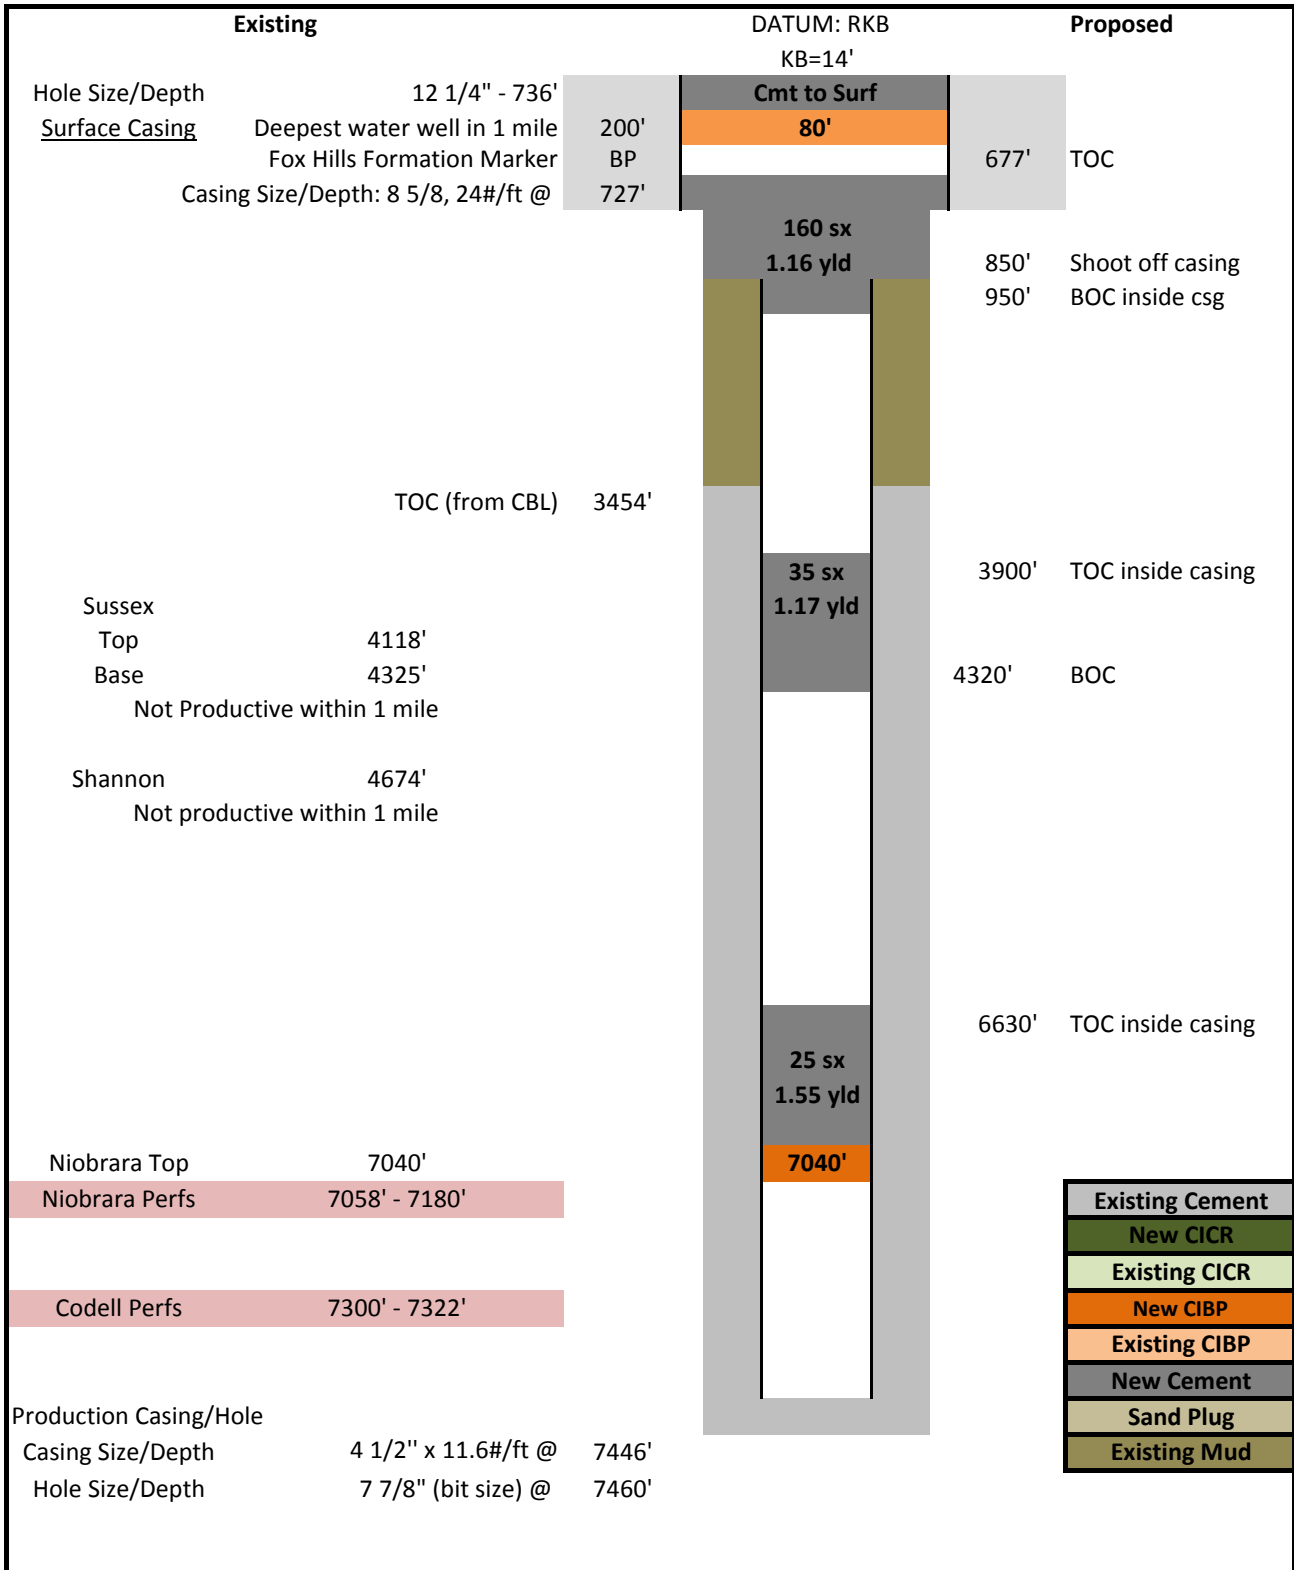 Existing DATUM: RKB Proposed
KB=14'
Hole Size/Depth 12 1/4" - 736' Cmt to Surf
Surface Casing Deepest water well in 1 mile 200' 80'
Fox Hills Formation Marker BP 677' TOC
Casing Size/Depth: 8 5/8, 24#/ft @ 727'
160 sx
1.16 yld 850' Shoot off casing
950' BOC inside csg
TOC (from CBL) 3454'
35 sx 3900' TOC inside casing
Sussex 1.17 yld
Top 4118'
Base 4325' 4320' BOC
Not Productive within 1 mile
Shannon 4674'
Not productive within 1 mile
6630' TOC inside casing
25 sx
1.55 yld
Niobrara Top 7040' 7040'
Niobrara Perfs 7058' - 7180' Existing Cement
New CICR
Existing CICR
Codell Perfs 7300' - 7322' New CIBP
Existing CIBP
New Cement
Production Casing/Hole Sand Plug
Casing Size/Depth 4 1/2'' x 11.6#/ft @ 7446' Existing Mud
Hole Size/Depth 7 7/8" (bit size) @ 7460'